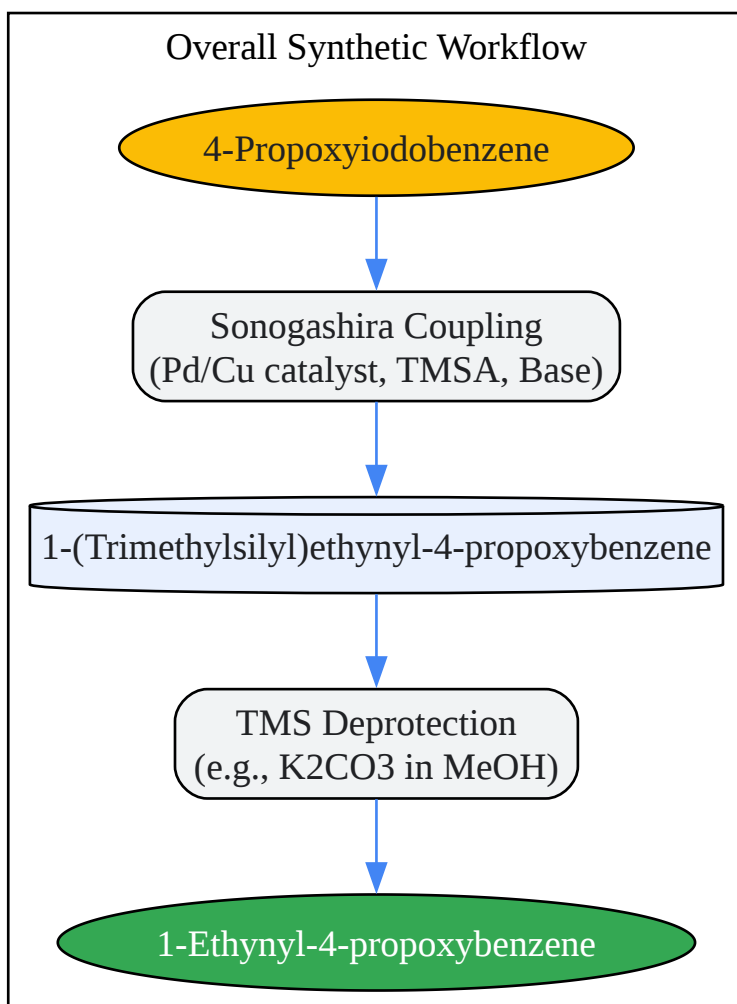 Overall Synthetic Workflow
4-Propoxyiodobenzene
Sonogashira Coupling
(Pd/Cu catalyst, TMSA, Base)
1-(Trimethylsilyl)ethynyl-4-propoxybenzene
TMS Deprotection
(e.g., K2CO3 in MeOH)
1-Ethynyl-4-propoxybenzene